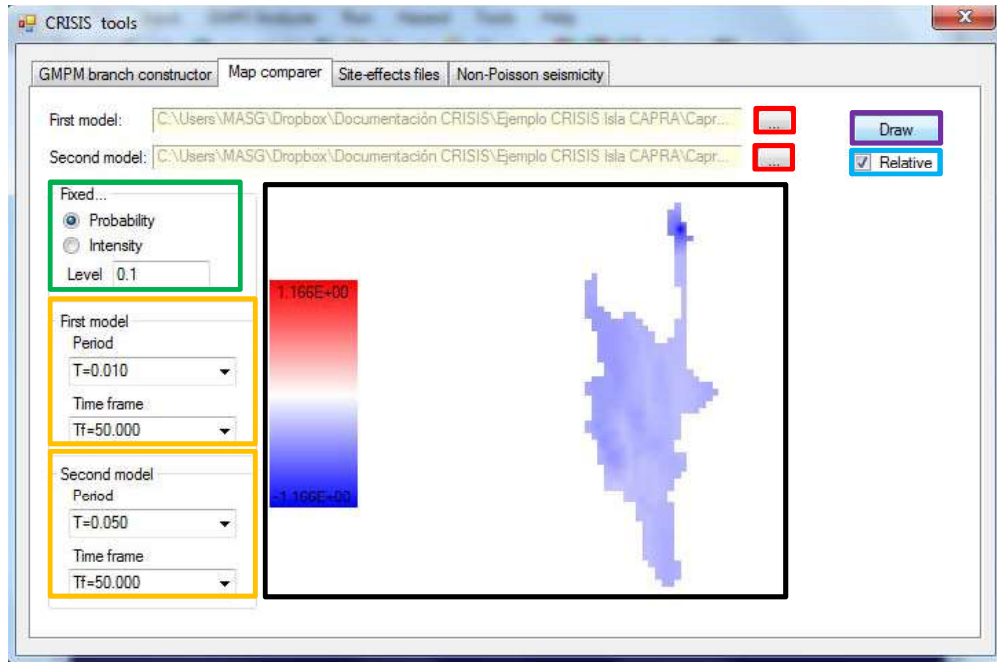 CRISIS tools
GMPM branch constructor Map comparer Site-effects files Non-Poisson seismicity
First model: C:\Users\MASG\Dropbox\Documentación CRISIS\Ejemplo CRISIS Isla CAPRA\Capr... ... Draw
Second model: C:\Users\MASG\Dropbox\Documentación CRISIS\Ejemplo CRISIS Isla CAPRA\Capr... ... Relative
Fixed...
Probability
Intensity
Level 0.1
1.166E+00
-1.166E+00
First model
Period
T=0.010
Time frame
Tf=50.000
Second model
Period
T=0.050
Time frame
Tf=50.000